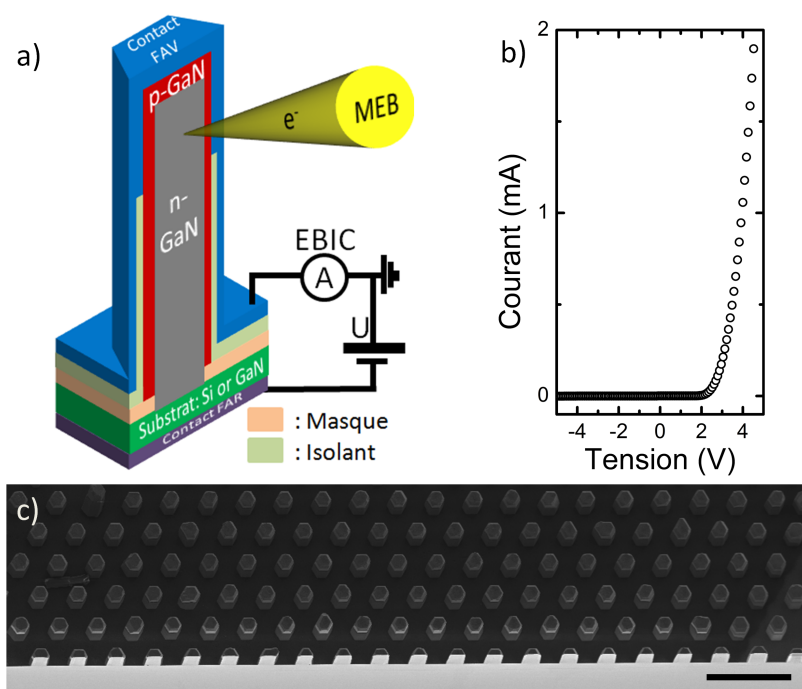 a)
Contact
FAV
p-GaN
e-
MEB
n-
GaN
EBIC
A
U
Substrat: Si or GaN
Contact FAR
: Masque
: Isolant
b)
2
1
0
Courant (mA)
-4 -2 0 2 4
Tension (V)
c)